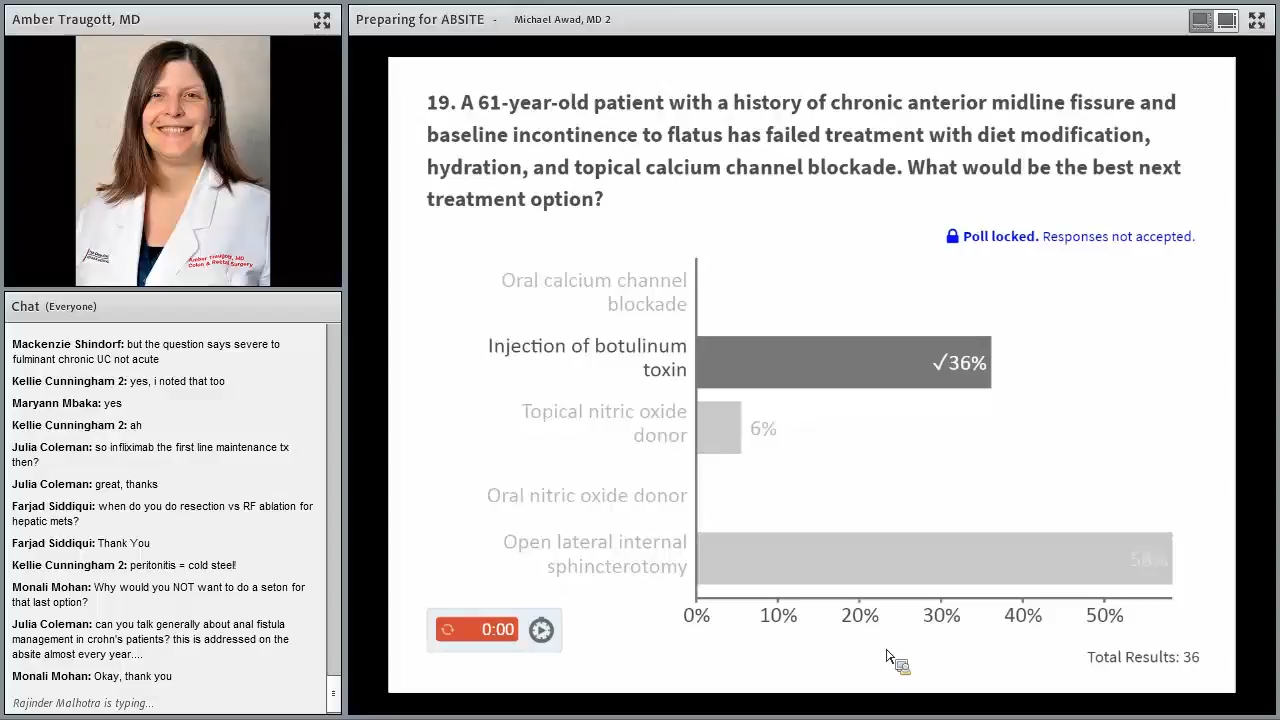 Amber Traugott, MD
Amber Traugott, MD
Colon & Rectal Surgery
Chat (Everyone)
Mackenzie Shindorf: but the question says severe to
fulminant chronic UC not acute
Kellie Cunningham 2: yes, i noted that too
Maryann Mbaka: yes
Kellie Cunningham 2: ah
Julia Coleman: so infliximab the first line maintenance tx
then?
Julia Coleman: great, thanks
Farjad Siddiqui: when do you do resection vs RF ablation for
hepatic mets?
Farjad Siddiqui: Thank You
Kellie Cunningham 2: peritonitis = cold steel!
Monali Mohan: Why would you NOT want to do a seton for
that last option?
Julia Coleman: can you talk generally about anal fistula
management in crohn's patients? this is addressed on the
absite almost every year....
Monali Mohan: Okay, thank you
Rajinder Malhotra is typing...
Preparing for ABSITE - Michael Awad, MD 2
19. A 61-year-old patient with a history of chronic anterior midline fissure and
baseline incontinence to flatus has failed treatment with diet modification,
hydration, and topical calcium channel blockade. What would be the best next
treatment option?
Poll locked. Responses not accepted.
Oral calcium channel
blockade
Injection of botulinum
toxin
✓36%
Topical nitric oxide
donor
6%
Oral nitric oxide donor
Open lateral internal
sphincterotomy
58%
0% 10% 20% 30% 40% 50%
0:00
Total Results: 36